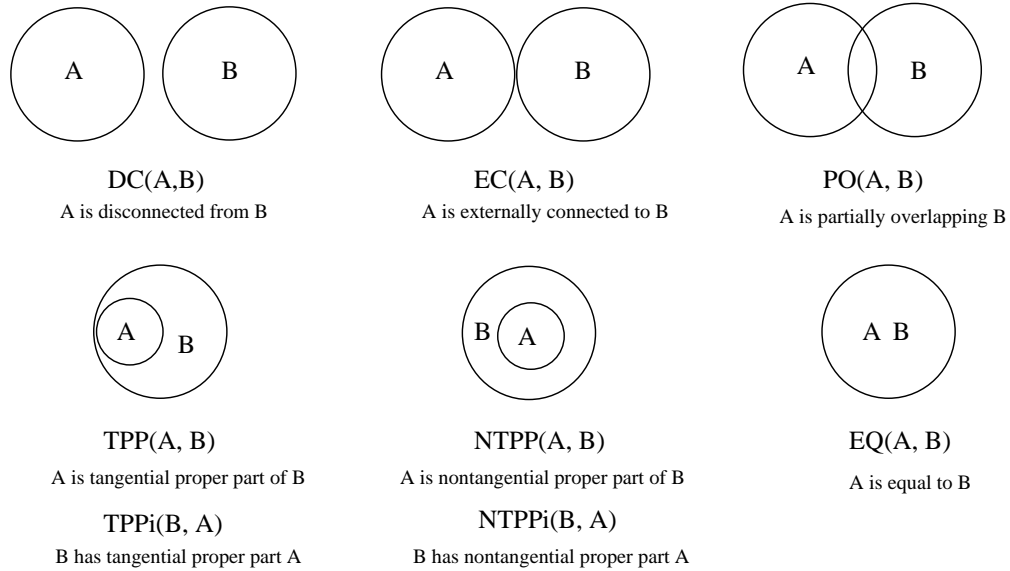 A B
A B
A B
DC(A,B)
EC(A, B)
PO(A, B)
A is disconnected from B
A is externally connected to B
A is partially overlapping B
A B
B A
A B
TPP(A, B)
NTPP(A, B)
EQ(A, B)
A is tangential proper part of B
A is nontangential proper part of B
A is equal to B
TPPi(B, A)
NTPPi(B, A)
B has tangential proper part A
B has nontangential proper part A